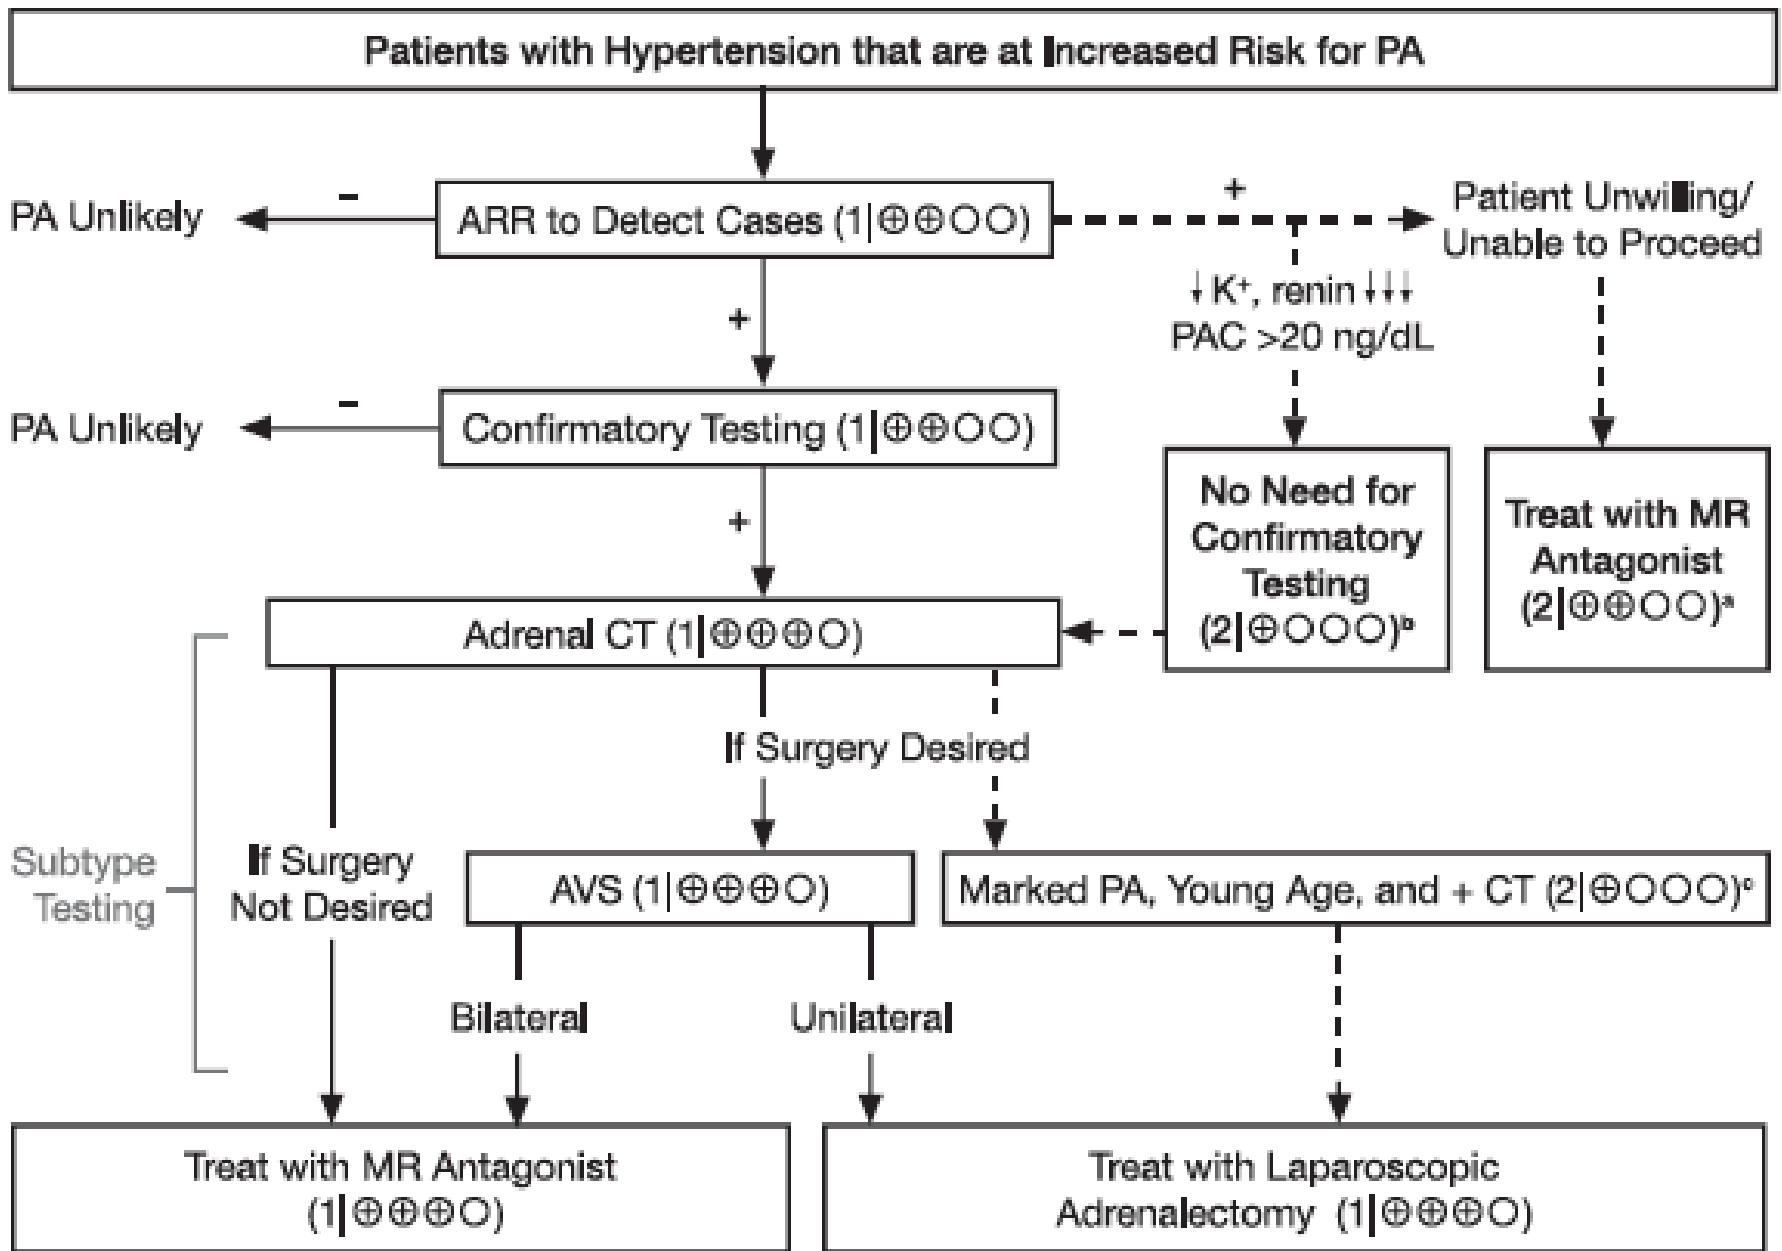 Patients with Hypertension that are at Increased Risk for PA
PA Unlikely
−
ARR to Detect Cases (1|⊕⊕○○)
+
Patient Unwilling/
Unable to Proceed
↓K⁺, renin ↓↓↓
PAC >20 ng/dL
+
PA Unlikely
−
Confirmatory Testing (1|⊕⊕○○)
+
No Need for
Confirmatory
Testing
(2|⊕○○○)ᵇ
Treat with MR
Antagonist
(2|⊕⊕○○)ᵃ
Adrenal CT (1|⊕⊕⊕○)
If Surgery Desired
Subtype
Testing
If Surgery
Not Desired
AVS (1|⊕⊕⊕○)
Marked PA, Young Age, and + CT (2|⊕○○○)ᶜ
Bilateral
Unilateral
Treat with MR Antagonist
(1|⊕⊕⊕○)
Treat with Laparoscopic
Adrenalectomy (1|⊕⊕⊕○)